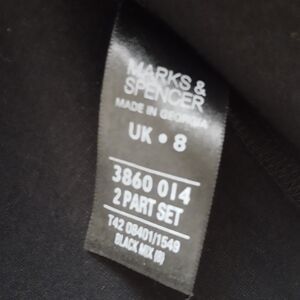 MARKS &
SPENCER
MADE IN GEORGIA
UK • 8
3860 014
2 PART SET
T42 08401/1549
BLACK MIX (B)